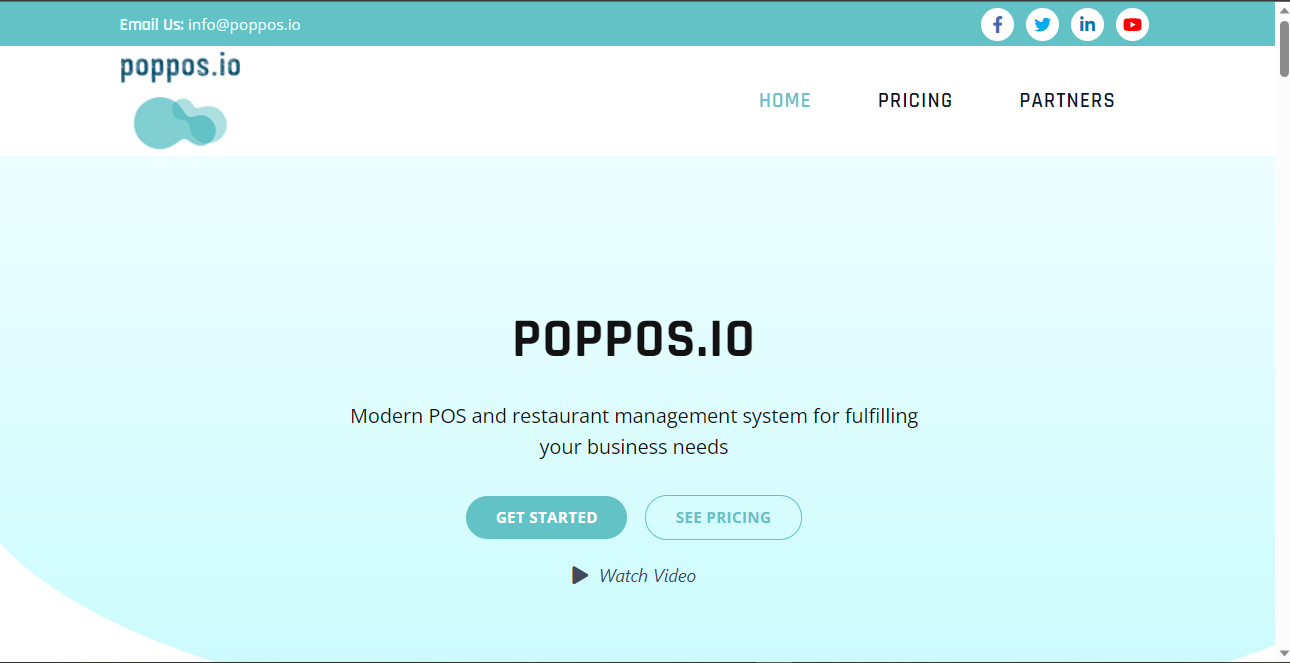 Email Us: info@poppos.io
poppos.io
HOME PRICING PARTNERS
POPPOS.IO
Modern POS and restaurant management system for fulfilling
your business needs
GET STARTED SEE PRICING
Watch Video